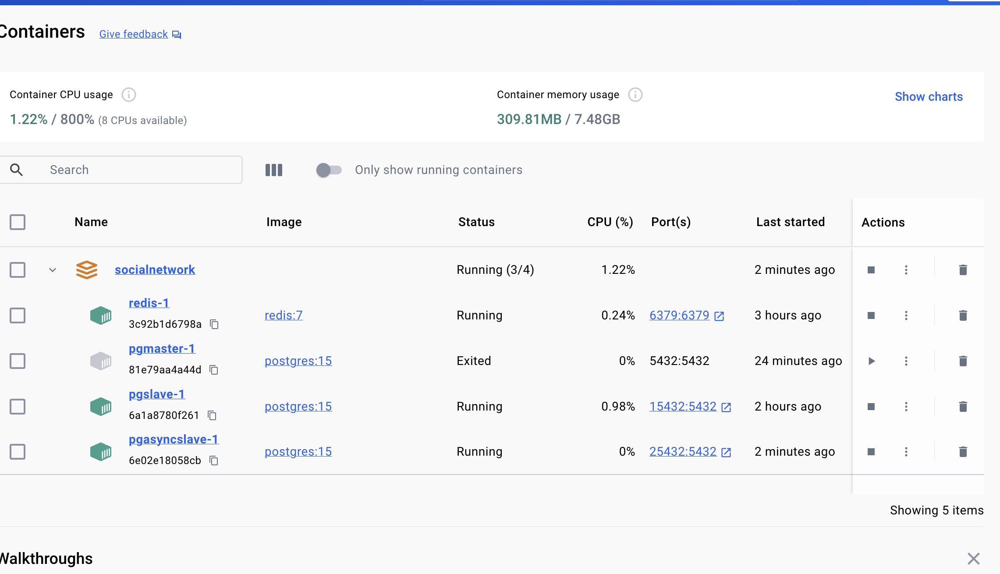 Containers Give feedback
Container CPU usage
1.22% / 800% (8 CPUs available)
Container memory usage
309.81MB / 7.48GB
Show charts
Search
Only show running containers
Name Image Status CPU (%) Port(s) Last started Actions
socialnetwork Running (3/4) 1.22% 2 minutes ago
redis-1
3c92b1d6798a
redis:7 Running 0.24% 6379:6379 3 hours ago
pgmaster-1
81e79aa4a44d
postgres:15 Exited 0% 5432:5432 24 minutes ago
pgslave-1
6a1a8780f261
postgres:15 Running 0.98% 15432:5432 2 hours ago
pgasyncslave-1
6e02e18058cb
postgres:15 Running 0% 25432:5432 2 minutes ago
Showing 5 items
Walkthroughs